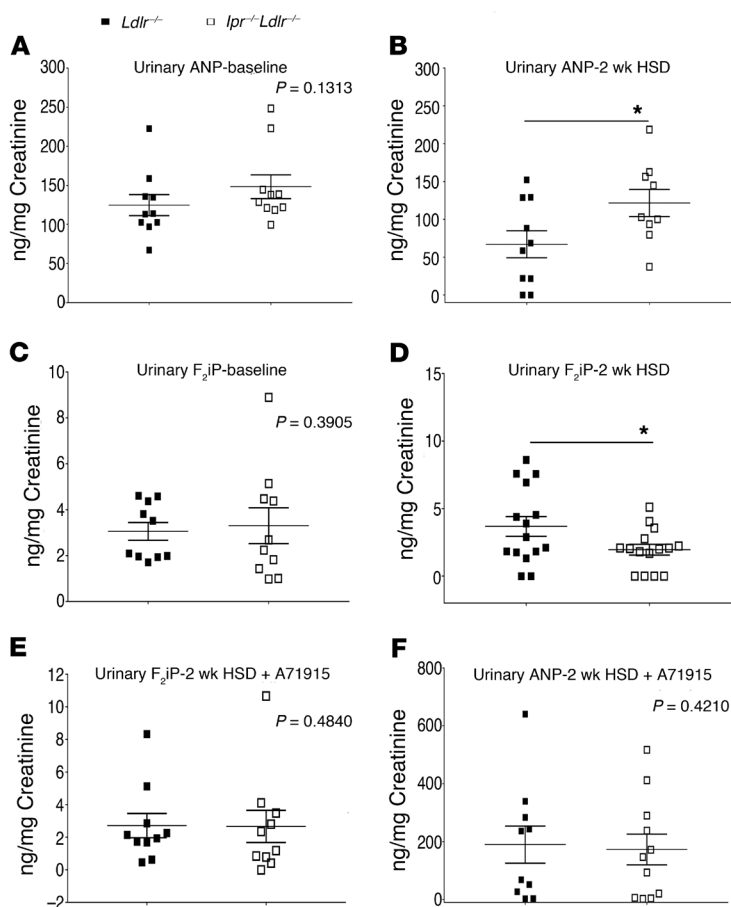 ■ Ldlr⁻/⁻ □ Ipr⁻/⁻Ldlr⁻/⁻
A
Urinary ANP-baseline
P = 0.1313
ng/mg Creatinine
300
250
200
150
100
50
0
B
Urinary ANP-2 wk HSD
*
ng/mg Creatinine
300
250
200
150
100
50
0
C
Urinary F₂iP-baseline
P = 0.3905
ng/mg Creatinine
10
8
6
4
2
0
D
Urinary F₂iP-2 wk HSD
*
ng/mg Creatinine
15
10
5
0
E
Urinary F₂iP-2 wk HSD + A71915
P = 0.4840
ng/mg Creatinine
12
10
8
6
4
2
0
−2
F
Urinary ANP-2 wk HSD + A71915
P = 0.4210
ng/mg Creatinine
800
600
400
200
0